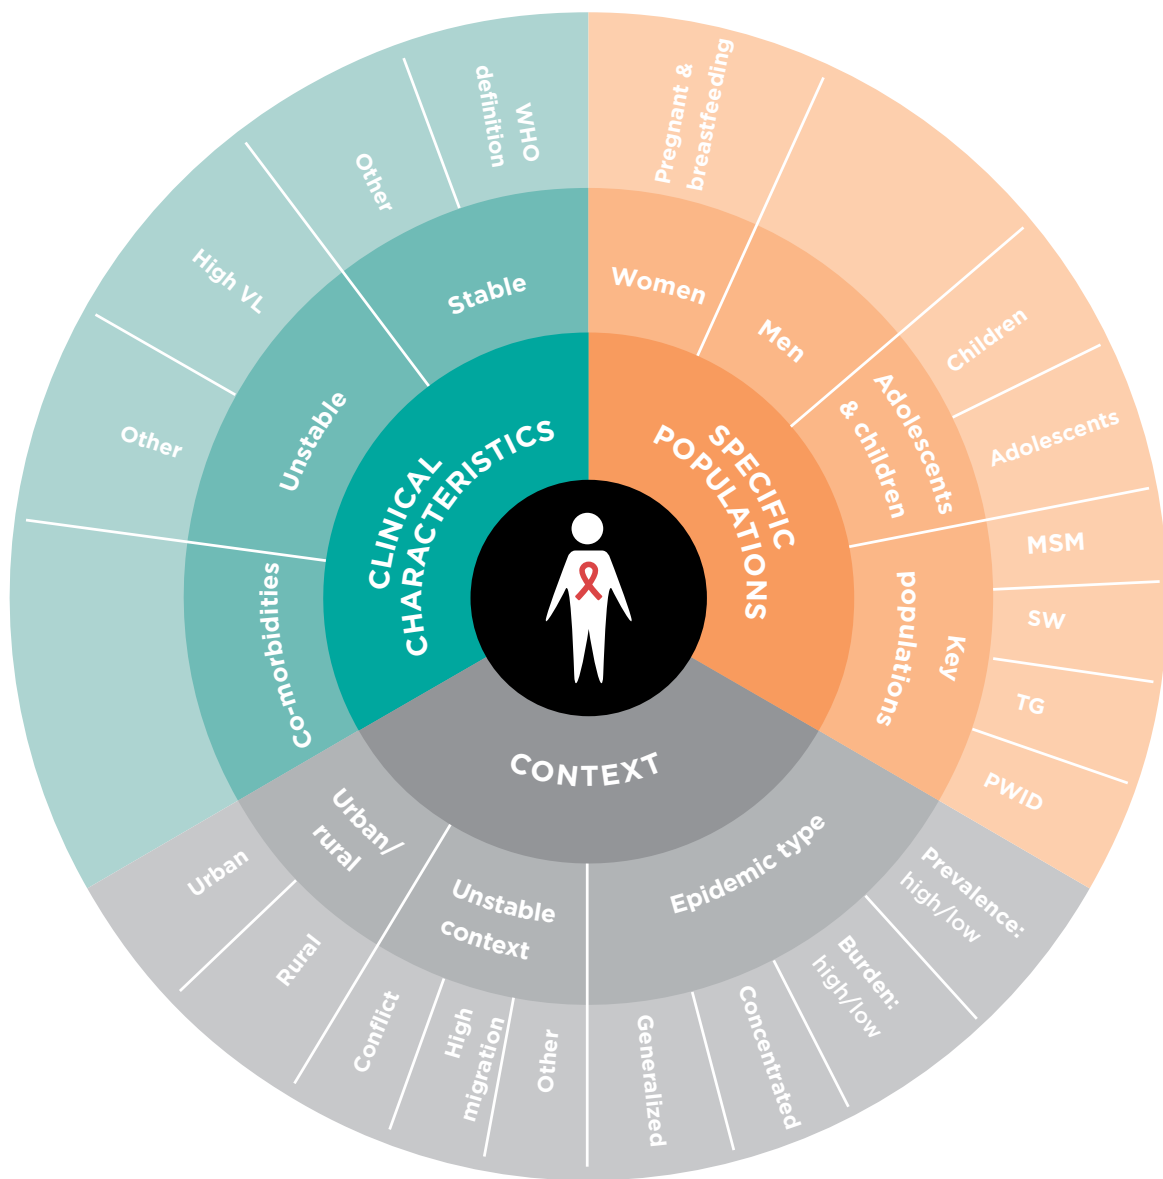 CLINICAL
CHARACTERISTICS
Stable
WHO
definition
Other
Unstable
High VL
Other
Co-morbidities
SPECIFIC
POPULATIONS
Women
Pregnant &
breastfeeding
Men
Adolescents
& children
Children
Adolescents
Key
populations
MSM
SW
TG
PWID
CONTEXT
Epidemic type
Prevalence:
high/low
Burden:
high/low
Concentrated
Generalized
Unstable
context
Other
High
migration
Conflict
Urban/
rural
Rural
Urban